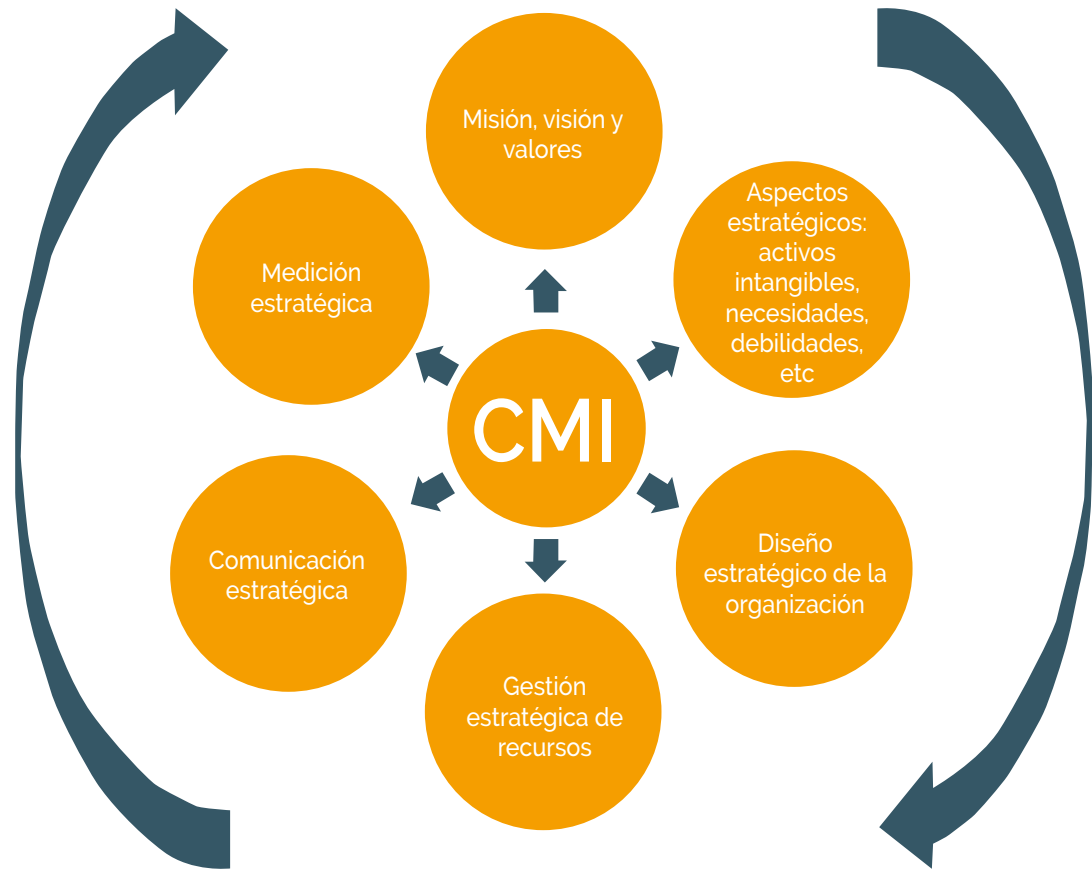 Misión, visión y
valores
Aspectos
estratégicos:
activos
intangibles,
necesidades,
debilidades,
etc
Diseño
estratégico de la
organización
Gestión
estratégica de
recursos
Comunicación
estratégica
Medición
estratégica
CMI